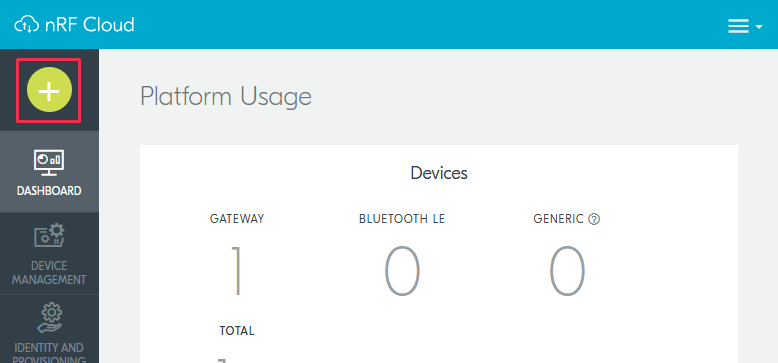 nRF Cloud
Platform Usage
DASHBOARD
DEVICE
MANAGEMENT
IDENTITY AND
PROVISIONING
Devices
GATEWAY
BLUETOOTH LE
GENERIC
1
0
0
TOTAL